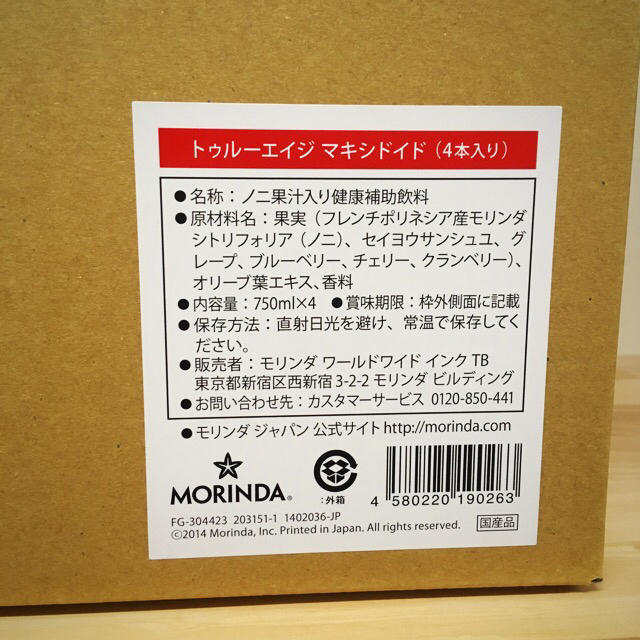 トゥルーエイジ マキシドイド（4本入り）
●名称：ノニ果汁入り健康補助飲料
●原材料名：果実（フレンチポリネシア産モリンダ
シトリフォリア（ノニ）、セイヨウサンシュユ、グ
レープ、ブルーベリー、チェリー、クランベリー）、
オリーブ葉エキス、香料
●内容量：750ml×4 ●賞味期限：枠外側面に記載
●保存方法：直射日光を避け、常温で保存してく
ださい。
●販売者：モリンダ ワールドワイド インク TB
東京都新宿区西新宿 3-2-2 モリンダ ビルディング
●お問い合わせ先：カスタマーサービス 0120-850-441
●モリンダ ジャパン 公式サイト http://morinda.com
MORINDA®
：外箱
4 580220 190263
FG-304423 203151-1 1402036-JP
©2014 Morinda, Inc. Printed in Japan. All rights reserved.
国産品